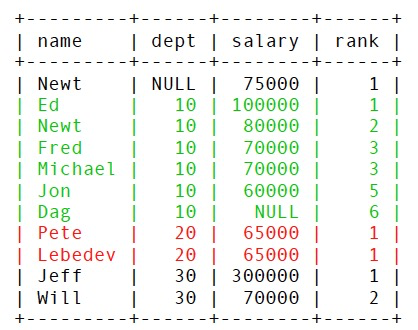 +---------+------+--------+------+
| name    | dept | salary | rank |
+---------+------+--------+------+
| Newt    | NULL |  75000 |    1 |
| Ed      |   10 | 100000 |    1 |
| Newt    |   10 |  80000 |    2 |
| Fred    |   10 |  70000 |    3 |
| Michael |   10 |  70000 |    3 |
| Jon     |   10 |  60000 |    5 |
| Dag     |   10 |   NULL |    6 |
| Pete    |   20 |  65000 |    1 |
| Lebedev |   20 |  65000 |    1 |
| Jeff    |   30 | 300000 |    1 |
| Will    |   30 |  70000 |    2 |
+---------+------+--------+------+